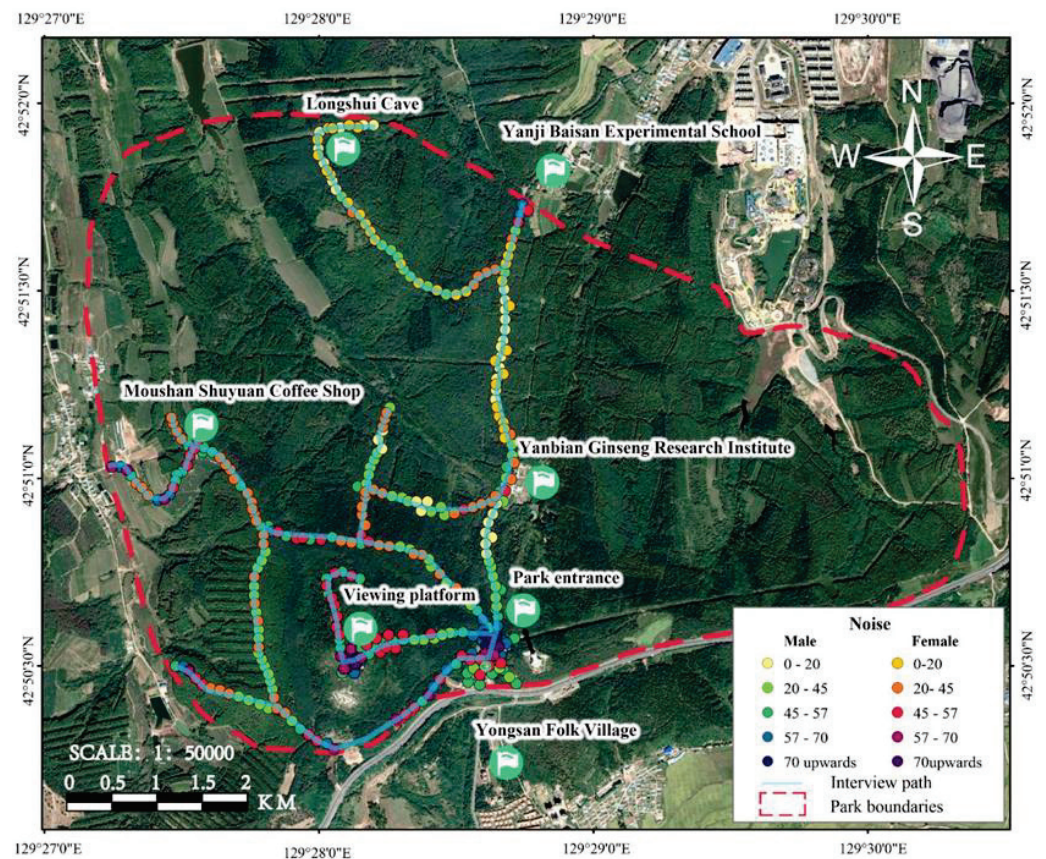 129°27'0"E
129°28'0"E
129°29'0"E
129°30'0"E
42°52'0"N
42°52'0"N
Longshui Cave
Yanji Baisan Experimental School
N
W
E
S
42°51'30"N
42°51'30"N
Moushan Shuyuan Coffee Shop
Yanbian Ginseng Research Institute
42°51'0"N
42°51'0"N
Park entrance
Viewing platform
42°50'30"N
42°50'30"N
Yongsan Folk Village
SCALE: 1: 50000
0 0.5 1 1.5 2
KM
Noise
Male Female
0 - 20 0-20
20 - 45 20- 45
45 - 57 45 - 57
57 - 70 57 - 70
70 upwards 70upwards
Interview path
Park boundaries
129°27'0"E
129°28'0"E
129°29'0"E
129°30'0"E